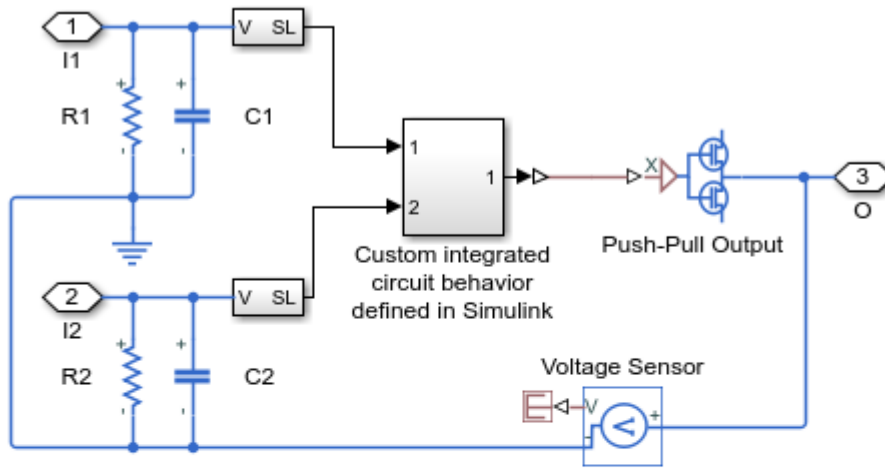 1
V SL
I1
+ +
R1 C1
- -
1
2
1
Custom integrated
circuit behavior
defined in Simulink
X
Push-Pull Output
3
O
2
V SL
I2
+ +
R2 C2
- -
Voltage Sensor
V
+
-
V